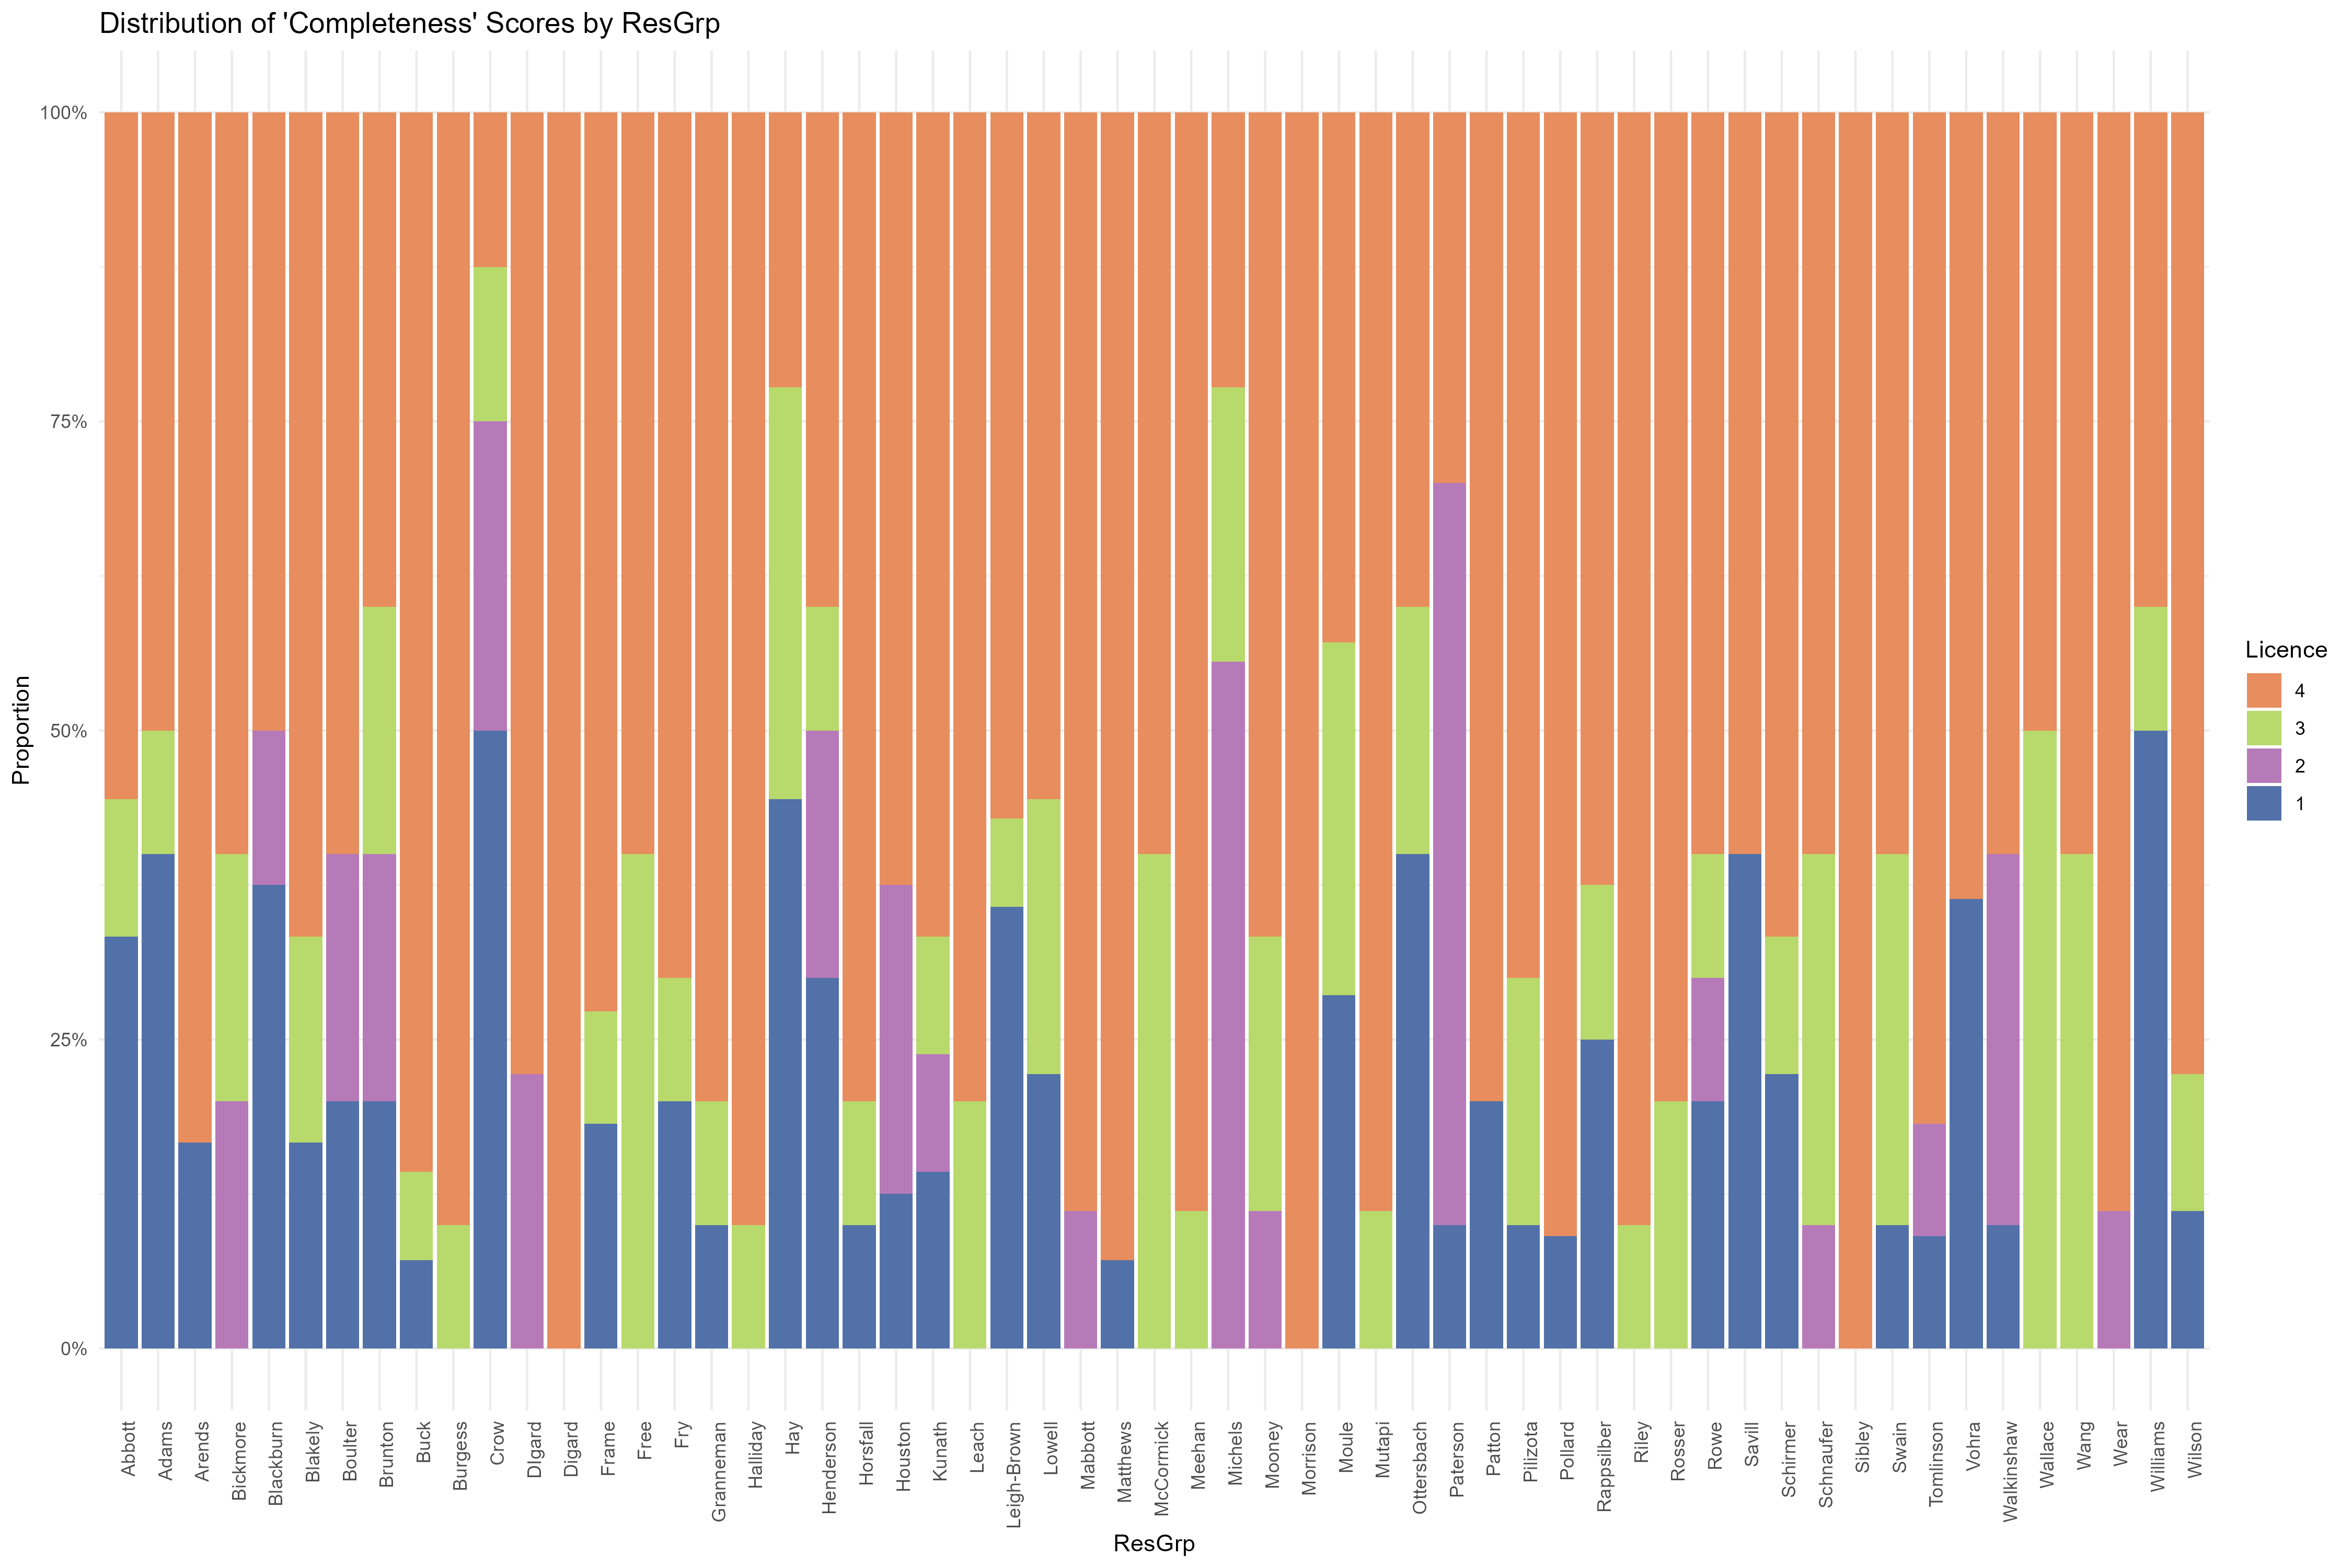 Distribution of 'Completeness' Scores by ResGrp
100%
75%
50%
25%
0%
Proportion
Abbott
Adams
Arends
Bickmore
Blackburn
Blakely
Boulter
Brunton
Buck
Burgess
Crow
DIgard
Digard
Frame
Free
Fry
Granneman
Halliday
Hay
Henderson
Horsfall
Houston
Kunath
Leach
Leigh-Brown
Lowell
Mabbott
Matthews
McCormick
Meehan
Michels
Mooney
Morrison
Moule
Mutapi
Ottersbach
Paterson
Patton
Pilizota
Pollard
Rappsilber
Riley
Rosser
Rowe
Savill
Schirmer
Schnaufer
Sibley
Swain
Tomlinson
Vohra
Walkinshaw
Wallace
Wang
Wear
Williams
Wilson
ResGrp
Licence
4
3
2
1